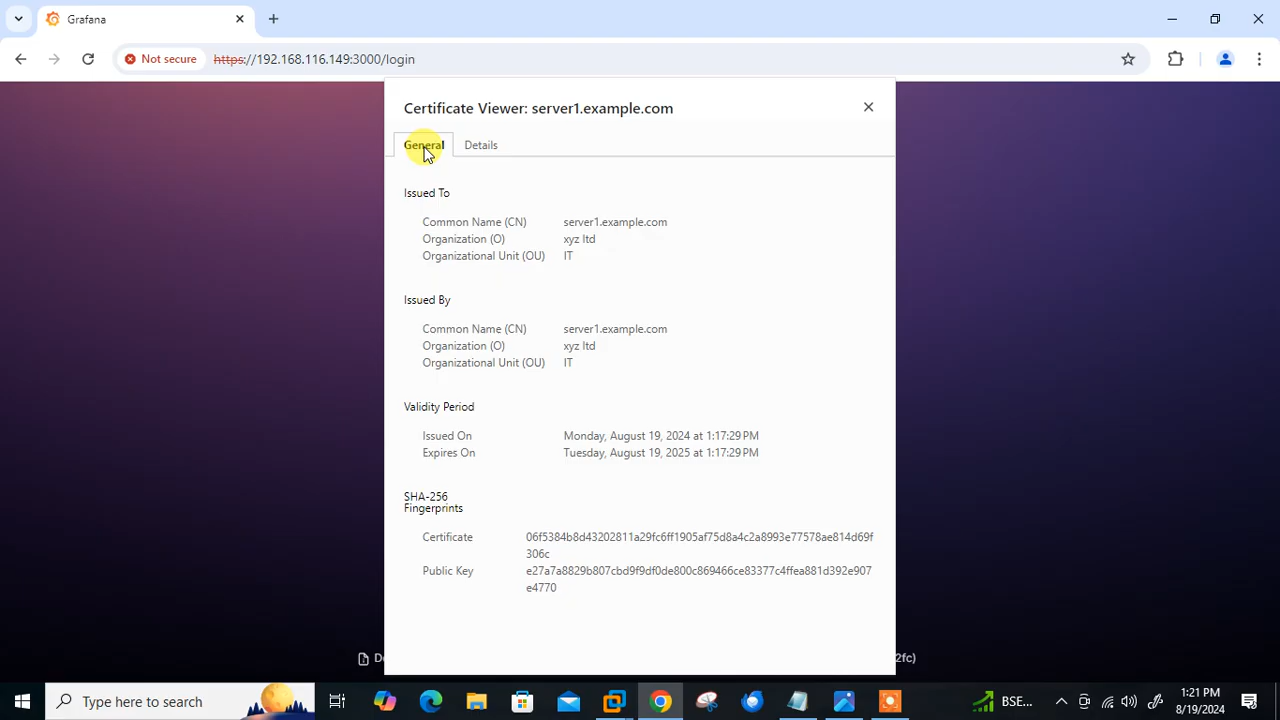 Grafana
Not secure
https://192.168.116.149:3000/login
Certificate Viewer: server1.example.com
General
Details
Issued To
Common Name (CN) server1.example.com
Organization (O) xyz ltd
Organizational Unit (OU) IT
Issued By
Common Name (CN) server1.example.com
Organization (O) xyz ltd
Organizational Unit (OU) IT
Validity Period
Issued On Monday, August 19, 2024 at 1:17:29 PM
Expires On Tuesday, August 19, 2025 at 1:17:29 PM
SHA-256
Fingerprints
Certificate 06f5384b8d43202811a29fc6ff1905af75d8a4c2a8993e77578ae814d69f
306c
Public Key e27a7a8829b807cbd9f9df0de800c869466ce83377c4ffea881d392e907
e4770
2fc)
Type here to search
BSE...
1:21 PM
8/19/2024